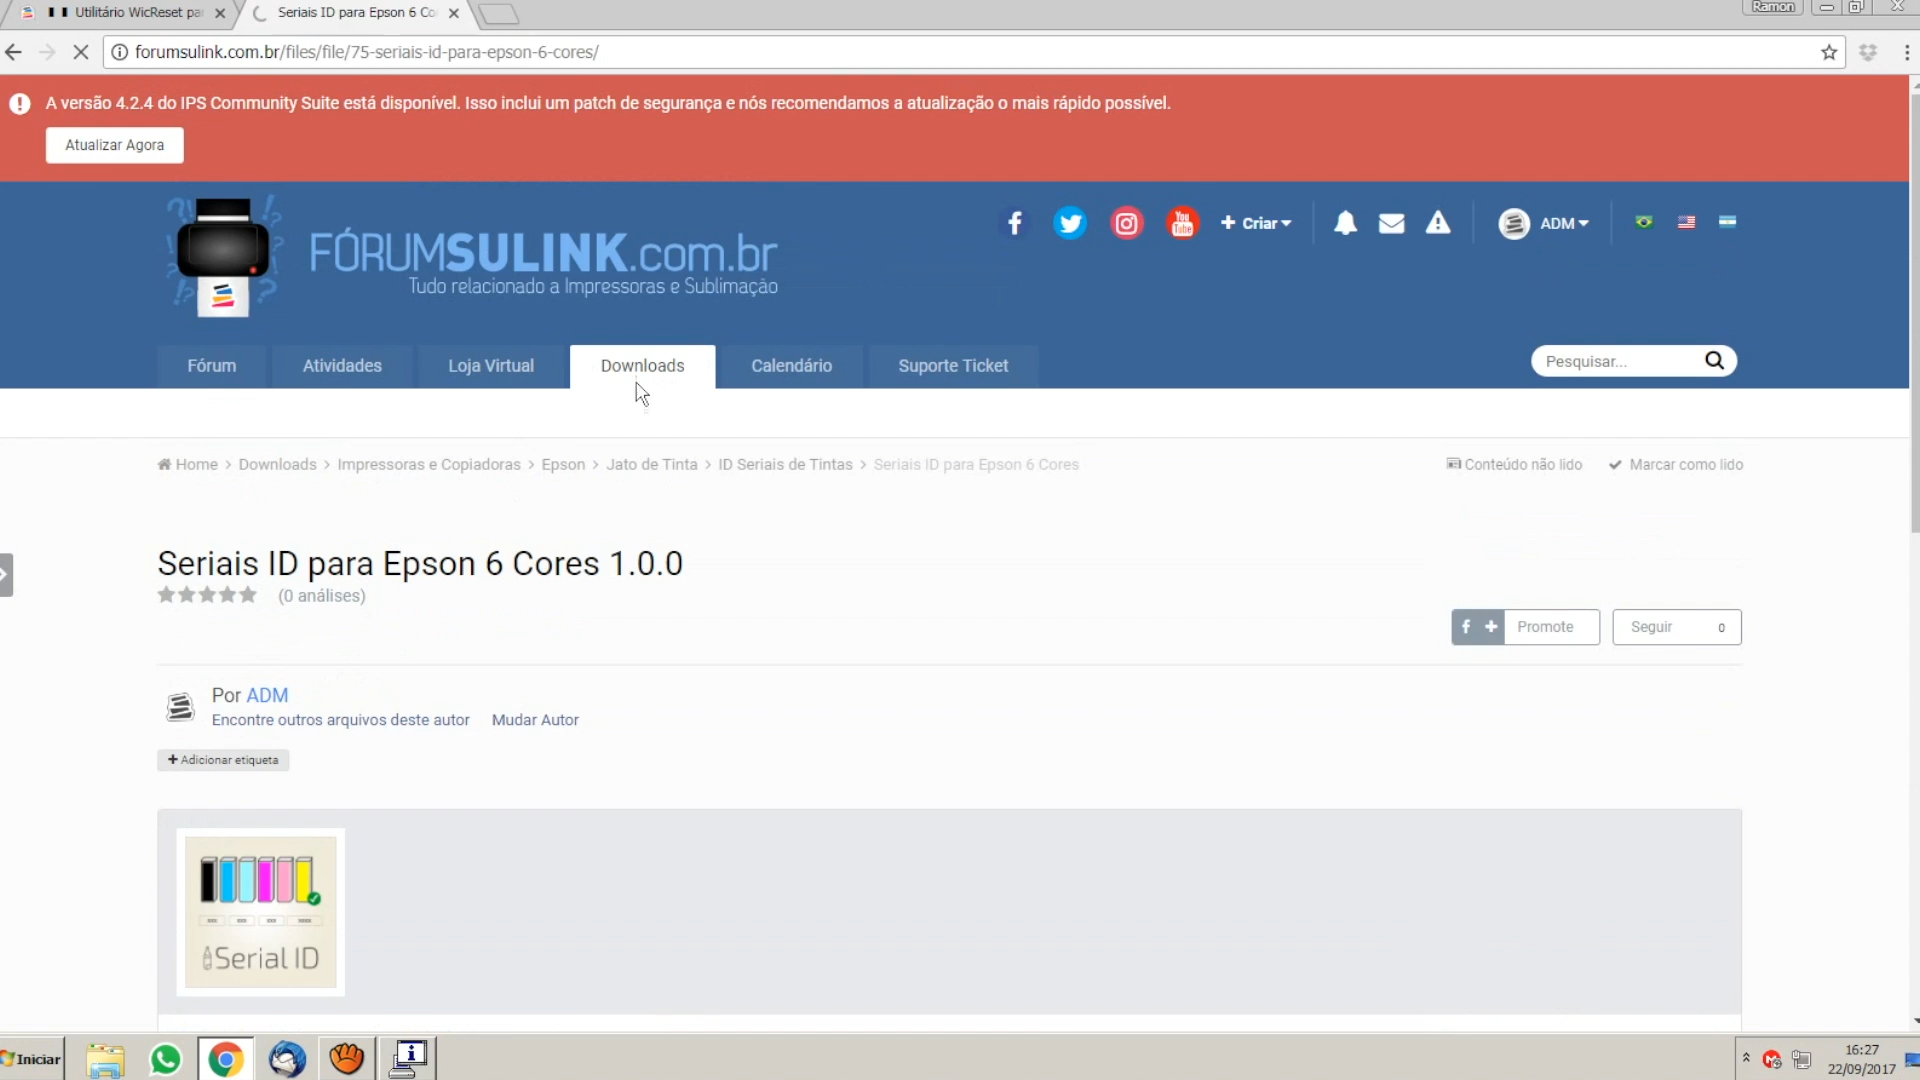 Utilitário WicReset pa
Seriais ID para Epson 6 Co
Ramon
forumsulink.com.br/files/file/75-seriais-id-para-epson-6-cores/
A versão 4.2.4 do IPS Community Suite está disponível. Isso inclui um patch de segurança e nós recomendamos a atualização o mais rápido possível.
Atualizar Agora
FÓRUMSULINK.com.br
Tudo relacionado a Impressoras e Sublimação
You Tube
+ Criar
ADM
Fórum
Atividades
Loja Virtual
Downloads
Calendário
Suporte Ticket
Pesquisar...
Home > Downloads > Impressoras e Copiadoras > Epson > Jato de Tinta > ID Seriais de Tintas > Seriais ID para Epson 6 Cores
Conteúdo não lido
Marcar como lido
Seriais ID para Epson 6 Cores 1.0.0
(0 análises)
f + Promote
Seguir 0
Por ADM
Encontre outros arquivos deste autor
Mudar Autor
+ Adicionar etiqueta
Serial ID
Iniciar
16:27
22/09/2017